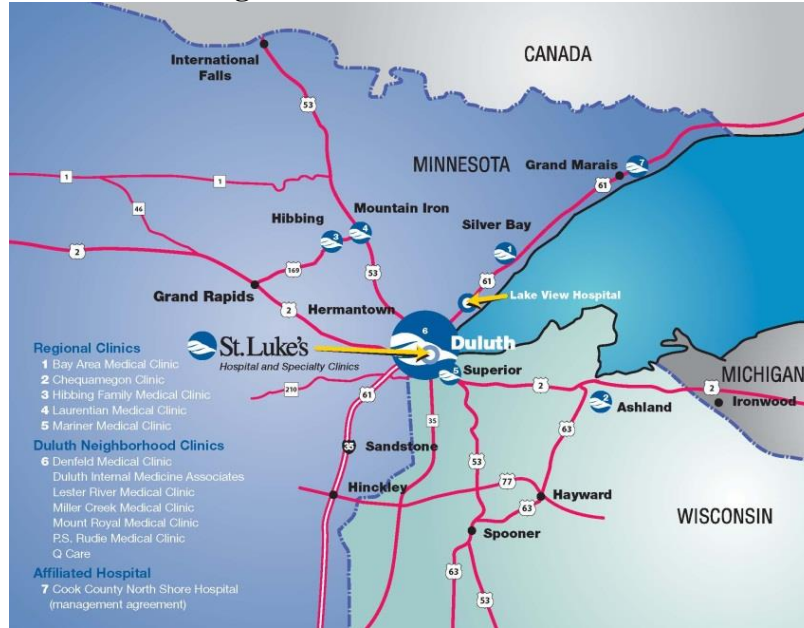 CANADA
International
Falls
53
MINNESOTA
Grand Marais
7
61
1
1
46
Mountain Iron
Hibbing
3
4
Silver Bay
1
2
169
53
61
Grand Rapids
2
Hermantown
Lake View Hospital
6
Duluth
St. Luke's
Hospital and Specialty Clinics
5
Superior
2
2
MICHIGAN
Ironwood
2
Ashland
210
61
35
63
35
Sandstone
53
Hinckley
77
Hayward
63
WISCONSIN
Spooner
63
53
Regional Clinics
1 Bay Area Medical Clinic
2 Chequamegon Clinic
3 Hibbing Family Medical Clinic
4 Laurentian Medical Clinic
5 Mariner Medical Clinic
Duluth Neighborhood Clinics
6 Denfeld Medical Clinic
Duluth Internal Medicine Associates
Lester River Medical Clinic
Miller Creek Medical Clinic
Mount Royal Medical Clinic
P.S. Rudie Medical Clinic
Q Care
Affiliated Hospital
7 Cook County North Shore Hospital
(management agreement)